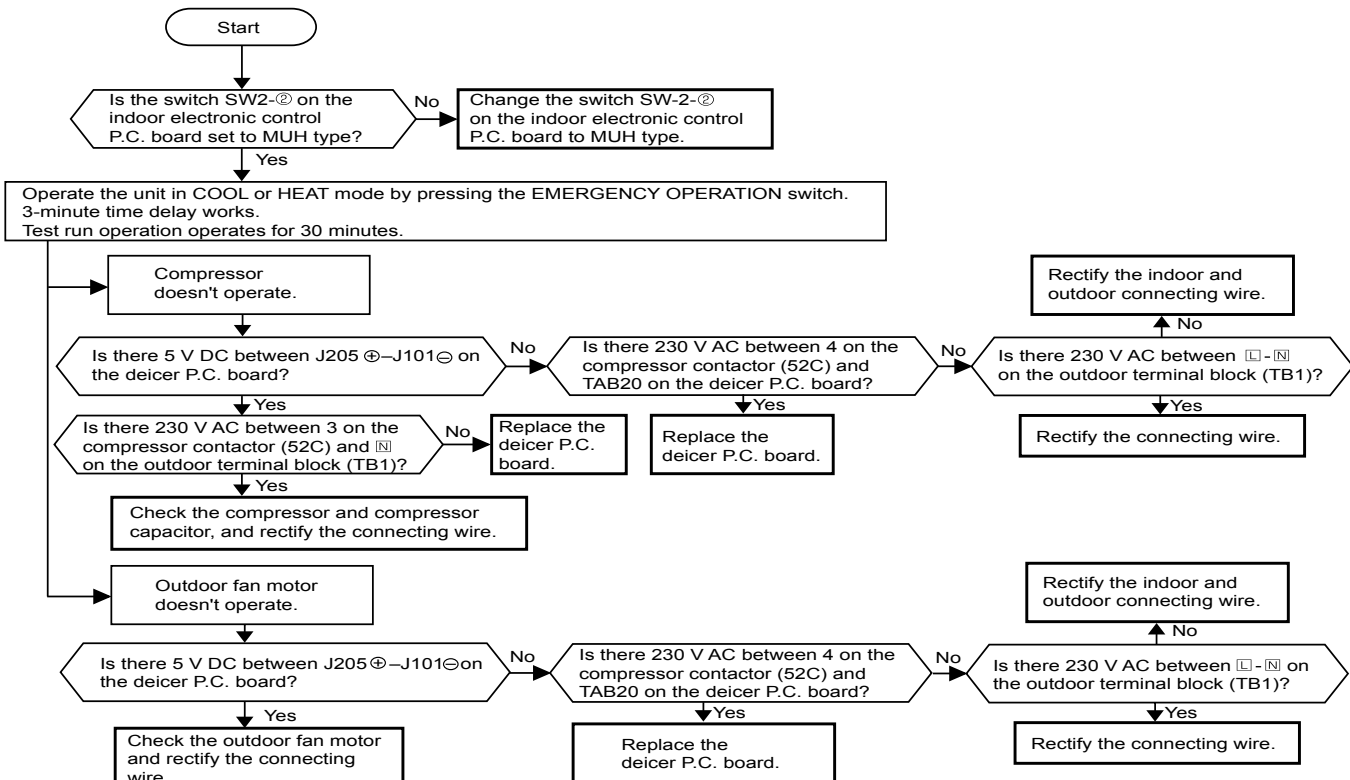 Start
Is the switch SW2-② on the
indoor electronic control
P.C. board set to MUH type?
No
Change the switch SW-2-②
on the indoor electronic control
P.C. board to MUH type.
Yes
Operate the unit in COOL or HEAT mode by pressing the EMERGENCY OPERATION switch.
3-minute time delay works.
Test run operation operates for 30 minutes.
Compressor
doesn't operate.
Rectify the indoor and
outdoor connecting wire.
No
Is there 5 V DC between J205 ⊕–J101⊖ on
the deicer P.C. board?
No
Is there 230 V AC between 4 on the
compressor contactor (52C) and
TAB20 on the deicer P.C. board?
No
Is there 230 V AC between 🄻-🄽
on the outdoor terminal block (TB1)?
Yes
Yes
Yes
Is there 230 V AC between 3 on the
compressor contactor (52C) and 🄽
on the outdoor terminal block (TB1)?
No
Replace the
deicer P.C.
board.
Replace the
deicer P.C. board.
Rectify the connecting wire.
Yes
Check the compressor and compressor
capacitor, and rectify the connecting wire.
Outdoor fan motor
doesn't operate.
Rectify the indoor and
outdoor connecting wire.
No
Is there 5 V DC between J205⊕–J101⊖on
the deicer P.C. board?
No
Is there 230 V AC between 4 on the
compressor contactor (52C) and
TAB20 on the deicer P.C. board?
No
Is there 230 V AC between 🄻-🄽 on
the outdoor terminal block (TB1)?
Yes
Yes
Yes
Check the outdoor fan motor
and rectify the connecting
wire
Replace the
deicer P.C. board.
Rectify the connecting wire.